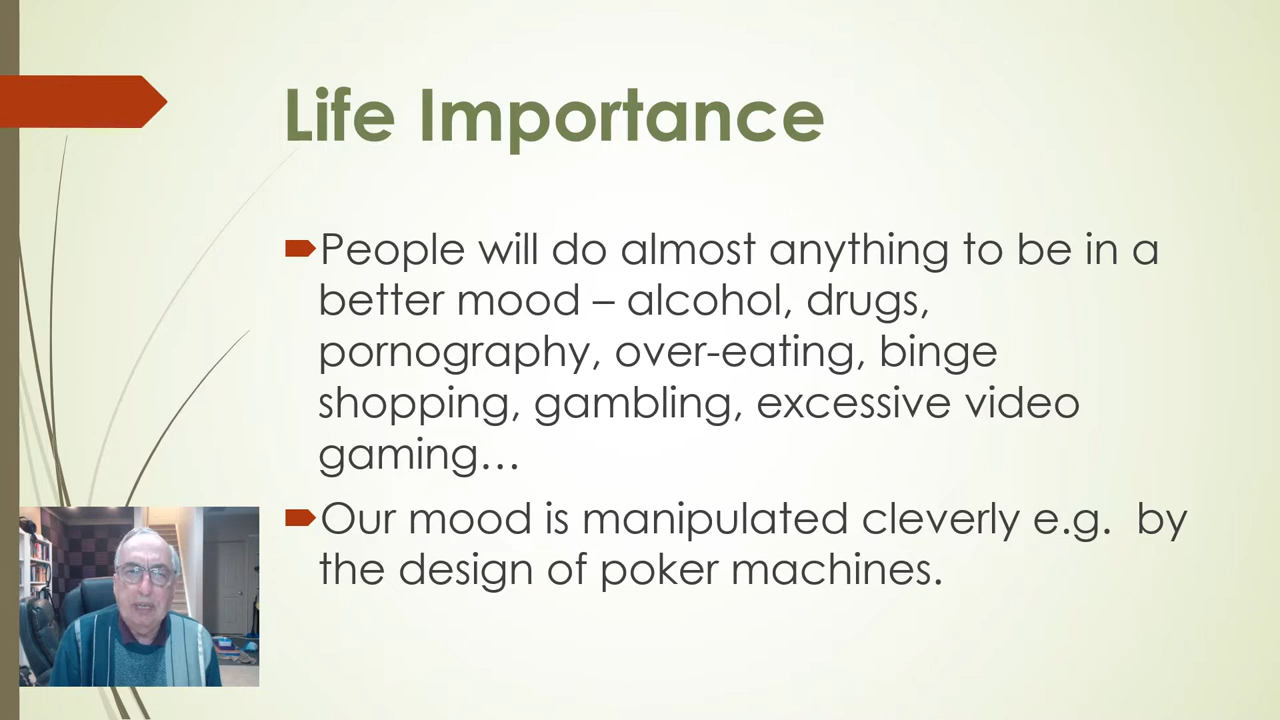 Life Importance
People will do almost anything to be in a
better mood – alcohol, drugs,
pornography, over-eating, binge
shopping, gambling, excessive video
gaming…
Our mood is manipulated cleverly e.g.  by
the design of poker machines.